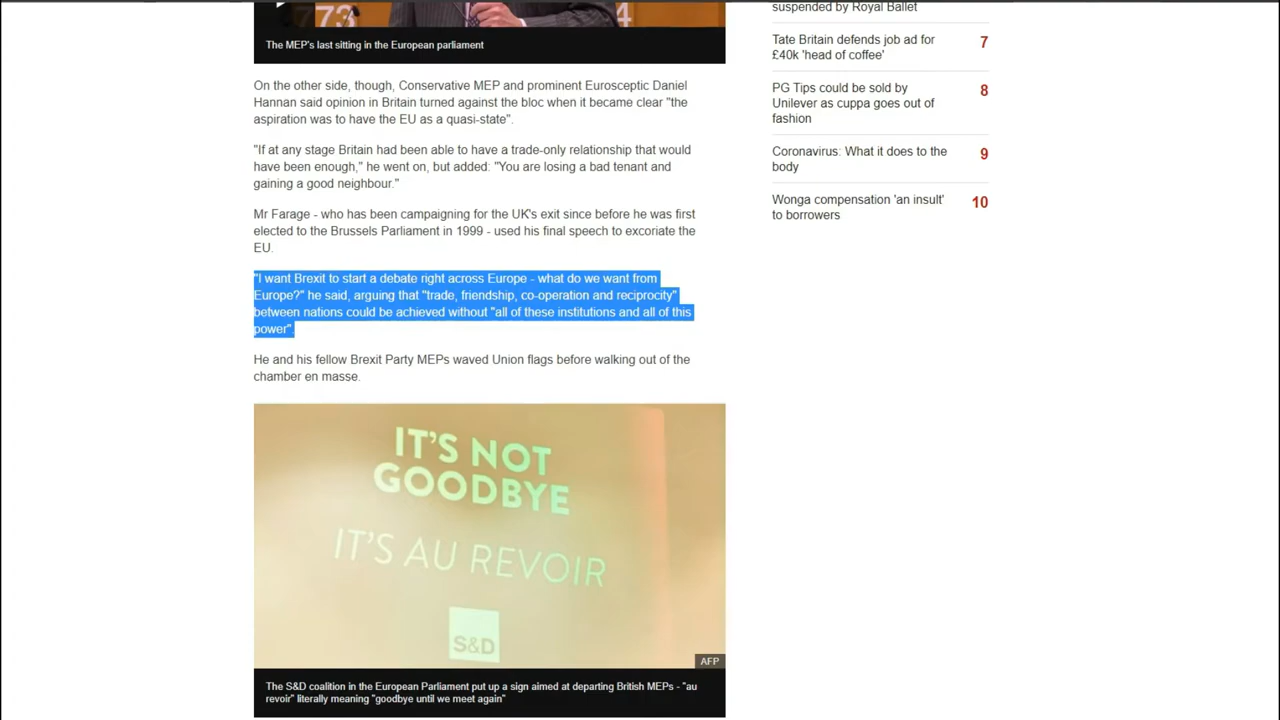 73
4
The MEP's last sitting in the European parliament
On the other side, though, Conservative MEP and prominent Eurosceptic Daniel
Hannan said opinion in Britain turned against the bloc when it became clear "the
aspiration was to have the EU as a quasi-state".
"If at any stage Britain had been able to have a trade-only relationship that would
have been enough," he went on, but added: "You are losing a bad tenant and
gaining a good neighbour."
Mr Farage - who has been campaigning for the UK's exit since before he was first
elected to the Brussels Parliament in 1999 - used his final speech to excoriate the
EU.
"I want Brexit to start a debate right across Europe - what do we want from
Europe?" he said, arguing that "trade, friendship, co-operation and reciprocity"
between nations could be achieved without "all of these institutions and all of this
power".
He and his fellow Brexit Party MEPs waved Union flags before walking out of the
chamber en masse.
IT'S NOT
GOODBYE
IT'S AU REVOIR
S&D
AFP
The S&D coalition in the European Parliament put up a sign aimed at departing British MEPs - "au
revoir" literally meaning "goodbye until we meet again"
suspended by Royal Ballet
Tate Britain defends job ad for
£40k 'head of coffee'
7
PG Tips could be sold by
Unilever as cuppa goes out of
fashion
8
Coronavirus: What it does to the
body
9
Wonga compensation 'an insult'
to borrowers
10